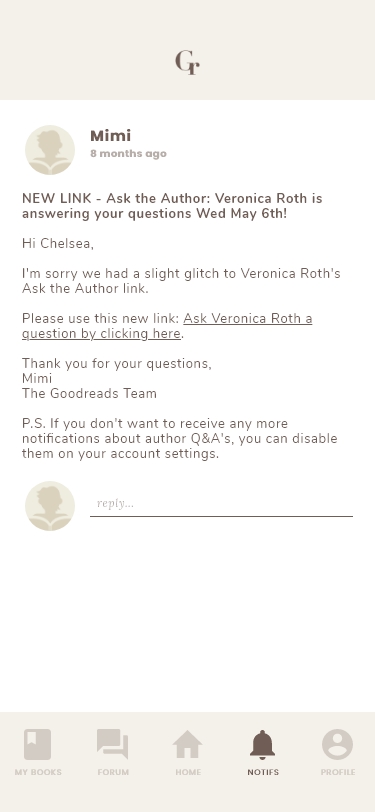 Gr
Mimi
8 months ago
NEW LINK - Ask the Author: Veronica Roth is
answering your questions Wed May 6th!
Hi Chelsea,
I'm sorry we had a slight glitch to Veronica Roth's
Ask the Author link.
Please use this new link: Ask Veronica Roth a
question by clicking here.
Thank you for your questions,
Mimi
The Goodreads Team
P.S. If you don't want to receive any more
notifications about author Q&A's, you can disable
them on your account settings.
reply...
MY BOOKS FORUM HOME NOTIFS PROFILE